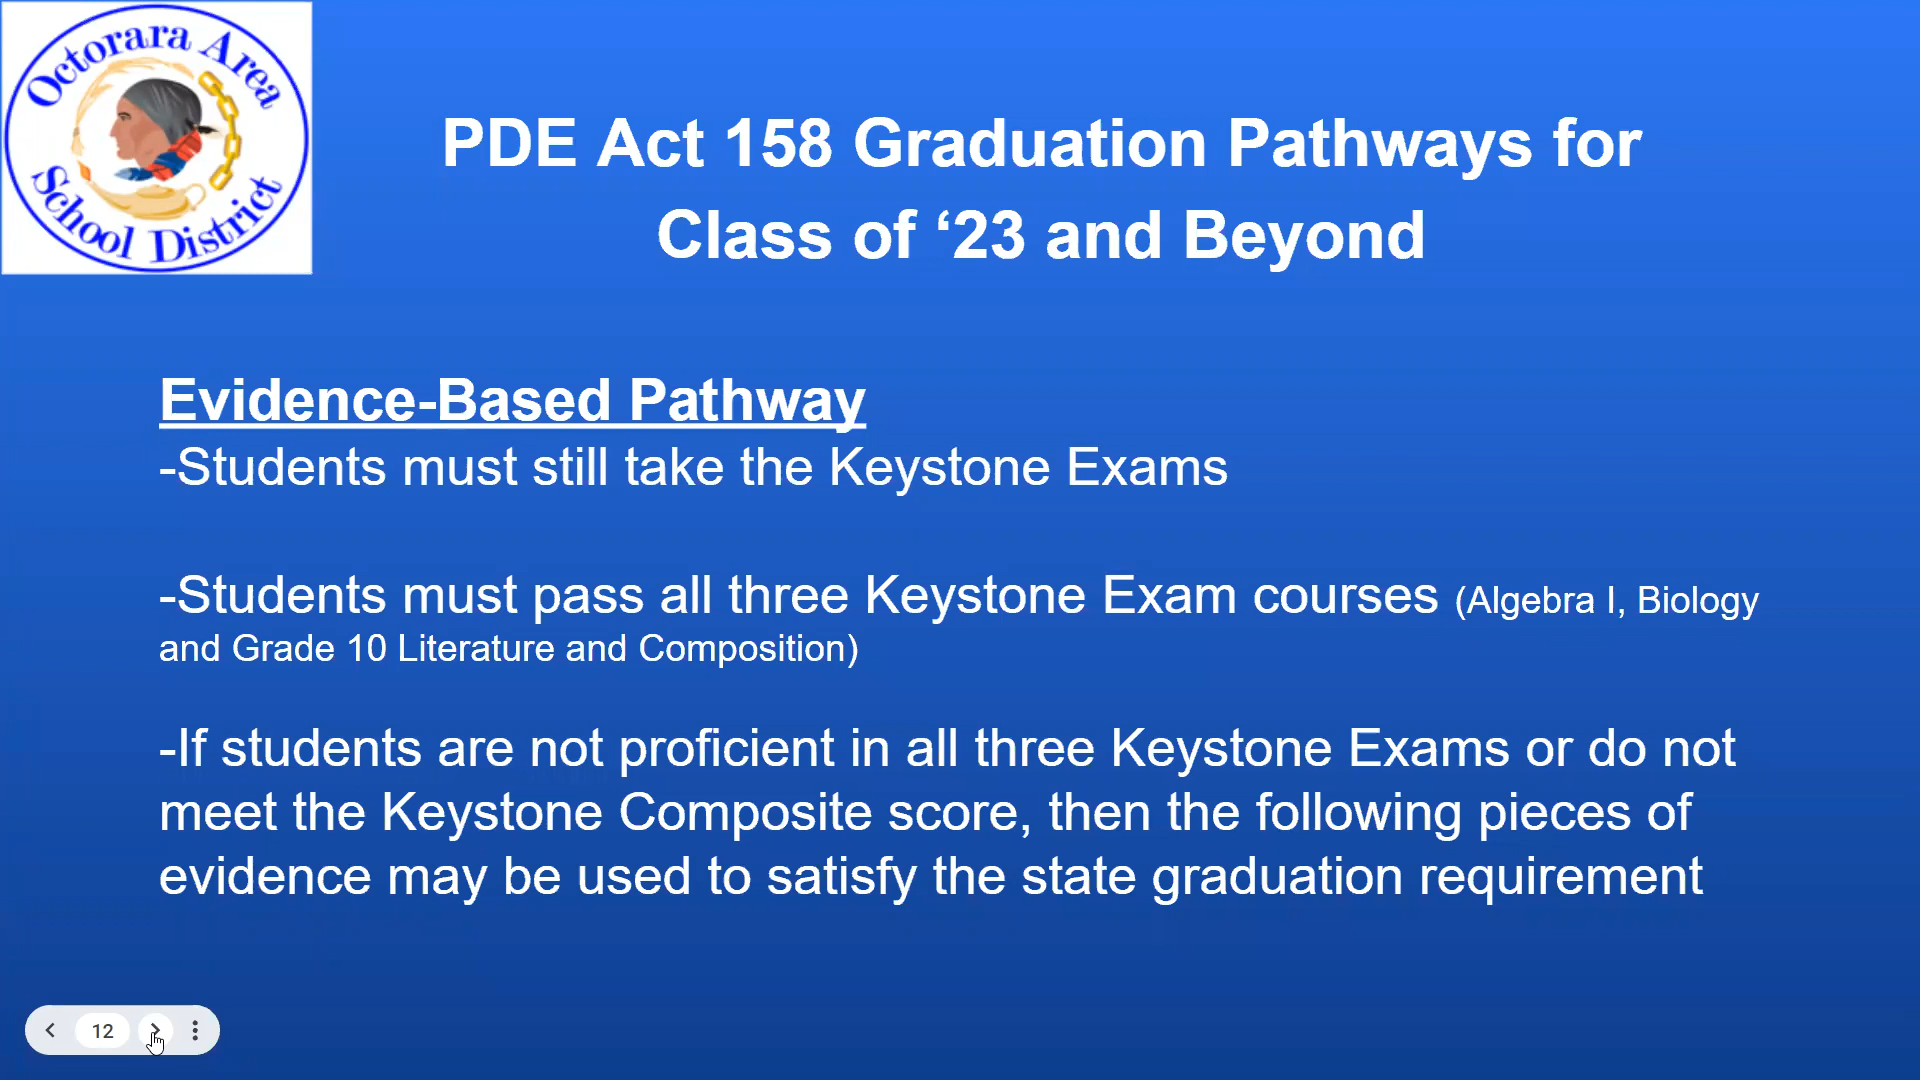 Octorara Area
School District
PDE Act 158 Graduation Pathways for
Class of ‘23 and Beyond
Evidence-Based Pathway
-Students must still take the Keystone Exams
-Students must pass all three Keystone Exam courses (Algebra I, Biology
and Grade 10 Literature and Composition)
-If students are not proficient in all three Keystone Exams or do not
meet the Keystone Composite score, then the following pieces of
evidence may be used to satisfy the state graduation requirement
12